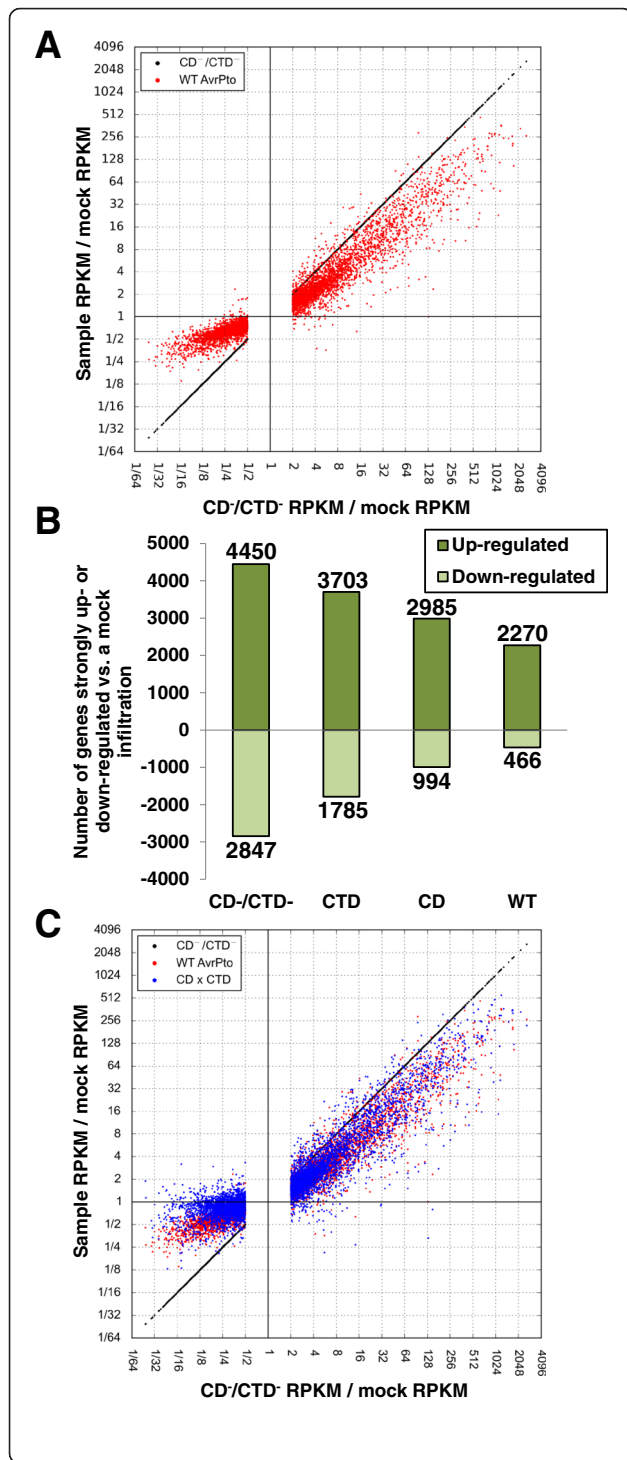 A
CD⁻/CTD⁻
WT AvrPto
4096
2048
1024
512
256
128
64
32
16
8
4
2
1
1/2
1/4
1/8
1/16
1/32
1/64
Sample RPKM / mock RPKM
1/64 1/32 1/16 1/8 1/4 1/2 1 2 4 8 16 32 64 128 256 512 1024 2048 4096
CD⁻/CTD⁻ RPKM / mock RPKM
B
Up-regulated
Down-regulated
Number of genes strongly up- or
down-regulated vs. a mock
infiltration
5000
4000
3000
2000
1000
0
-1000
-2000
-3000
-4000
4450 3703 2985 2270
2847 1785 994 466
CD-/CTD- CTD CD WT
C
CD⁻/CTD⁻
WT AvrPto
CD x CTD
4096
2048
1024
512
256
128
64
32
16
8
4
2
1
1/2
1/4
1/8
1/16
1/32
1/64
Sample RPKM / mock RPKM
1/64 1/32 1/16 1/8 1/4 1/2 1 2 4 8 16 32 64 128 256 512 1024 2048 4096
CD⁻/CTD⁻ RPKM / mock RPKM